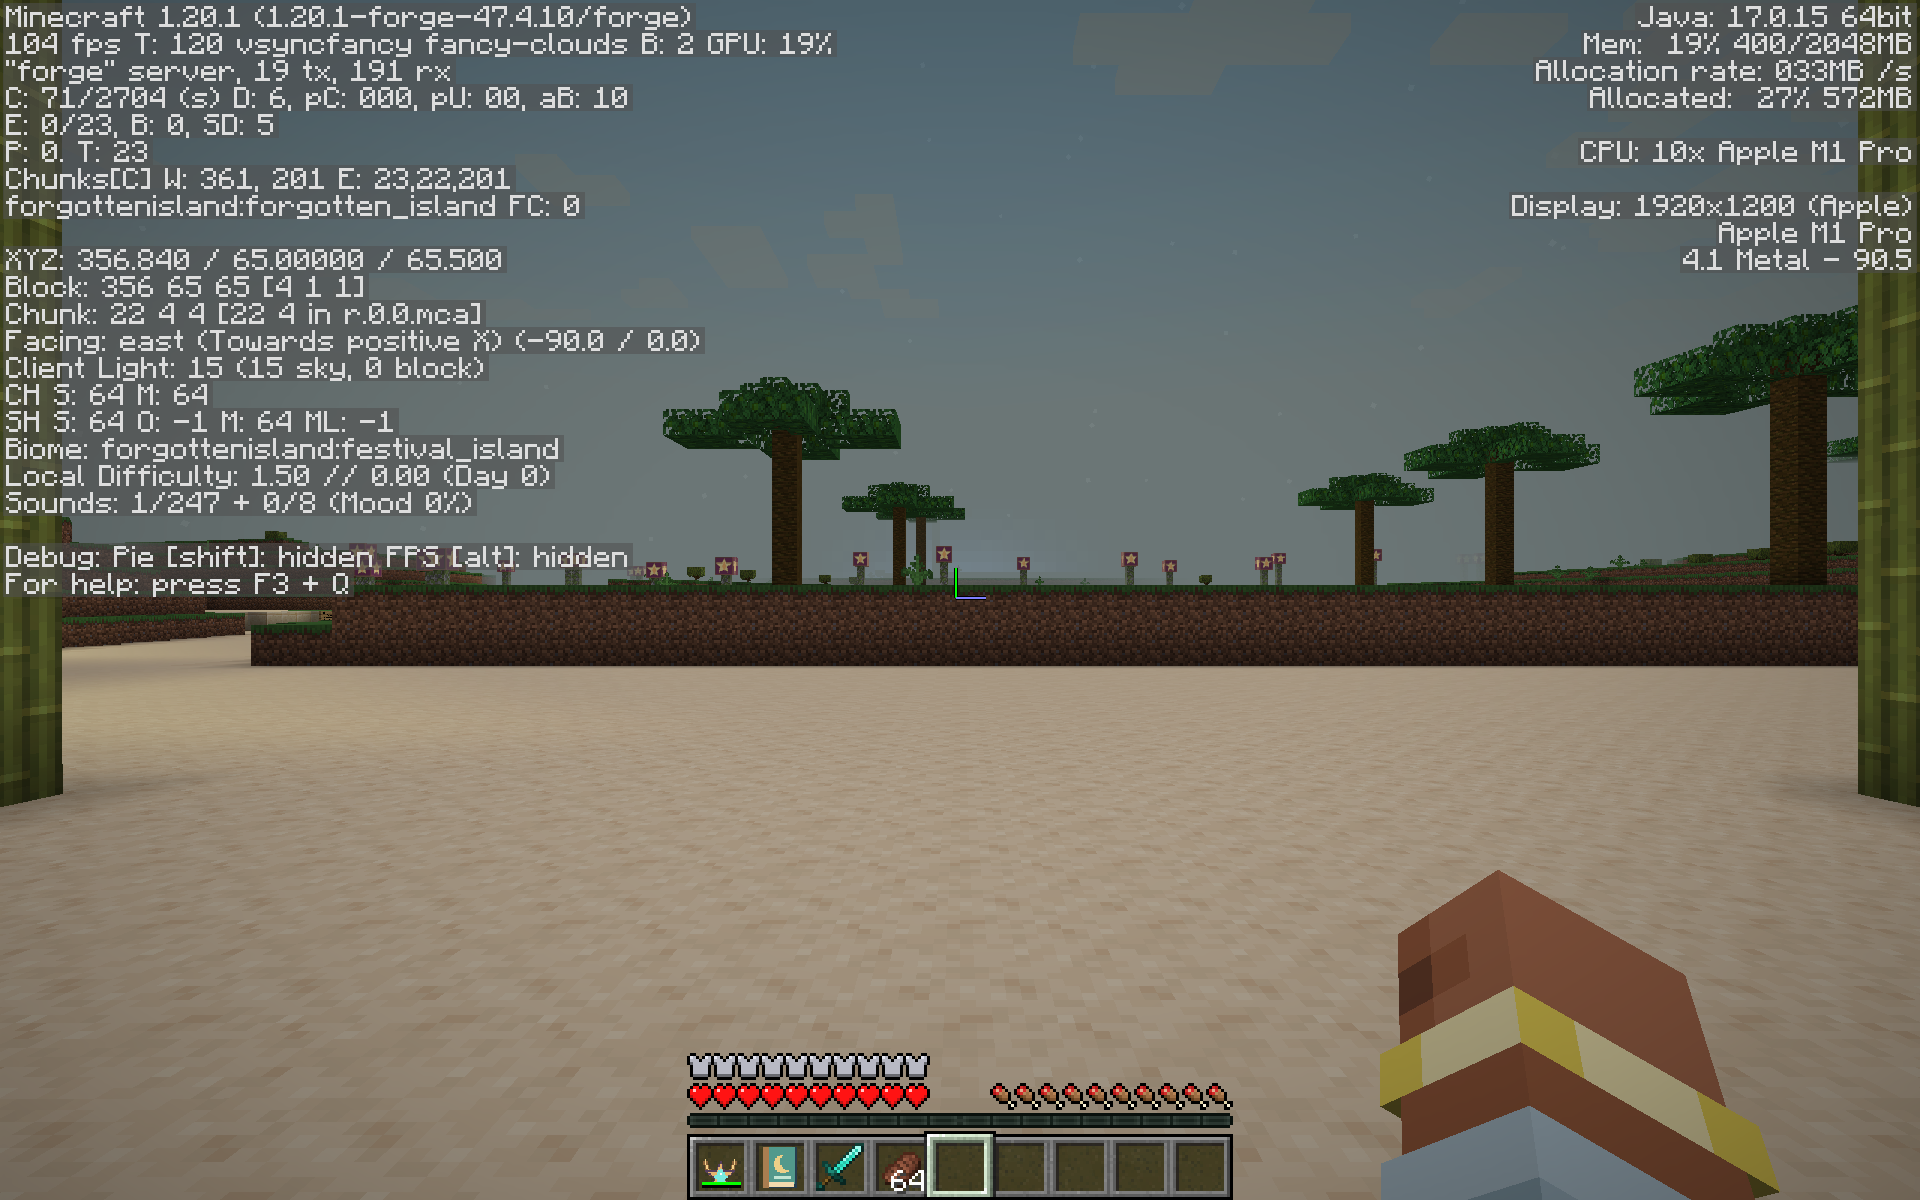 Minecraft 1.20.1 (1.20.1-forge-47.4.10/forge)
104 fps T: 120 vsyncfancy fancy-clouds B: 2 GPU: 19%
"forge" server, 19 tx, 191 rx
C: 71/2704 (s) D: 6, pC: 000, pU: 00, aB: 10
E: 0/23, B: 0, SD: 5
P: 0. T: 23
Chunks[C] W: 361, 201 E: 23,22,201
forgottenisland:forgotten_island FC: 0
XYZ: 356.840 / 65.00000 / 65.500
Block: 356 65 65 [4 1 1]
Chunk: 22 4 4 [22 4 in r.0.0.mca]
Facing: east (Towards positive X) (-90.0 / 0.0)
Client Light: 15 (15 sky, 0 block)
CH S: 64 M: 64
SH S: 64 O: -1 M: 64 ML: -1
Biome: forgottenisland:festival_island
Local Difficulty: 1.50 // 0.00 (Day 0)
Sounds: 1/247 + 0/8 (Mood 0%)
Debug: Pie [shift]: hidden FPS [alt]: hidden
For help: press F3 + Q
Java: 17.0.15 64bit
Mem: 19% 400/2048MB
Allocation rate: 033MB /s
Allocated: 27% 572MB
CPU: 10x Apple M1 Pro
Display: 1920x1200 (Apple)
Apple M1 Pro
4.1 Metal - 90.5
64